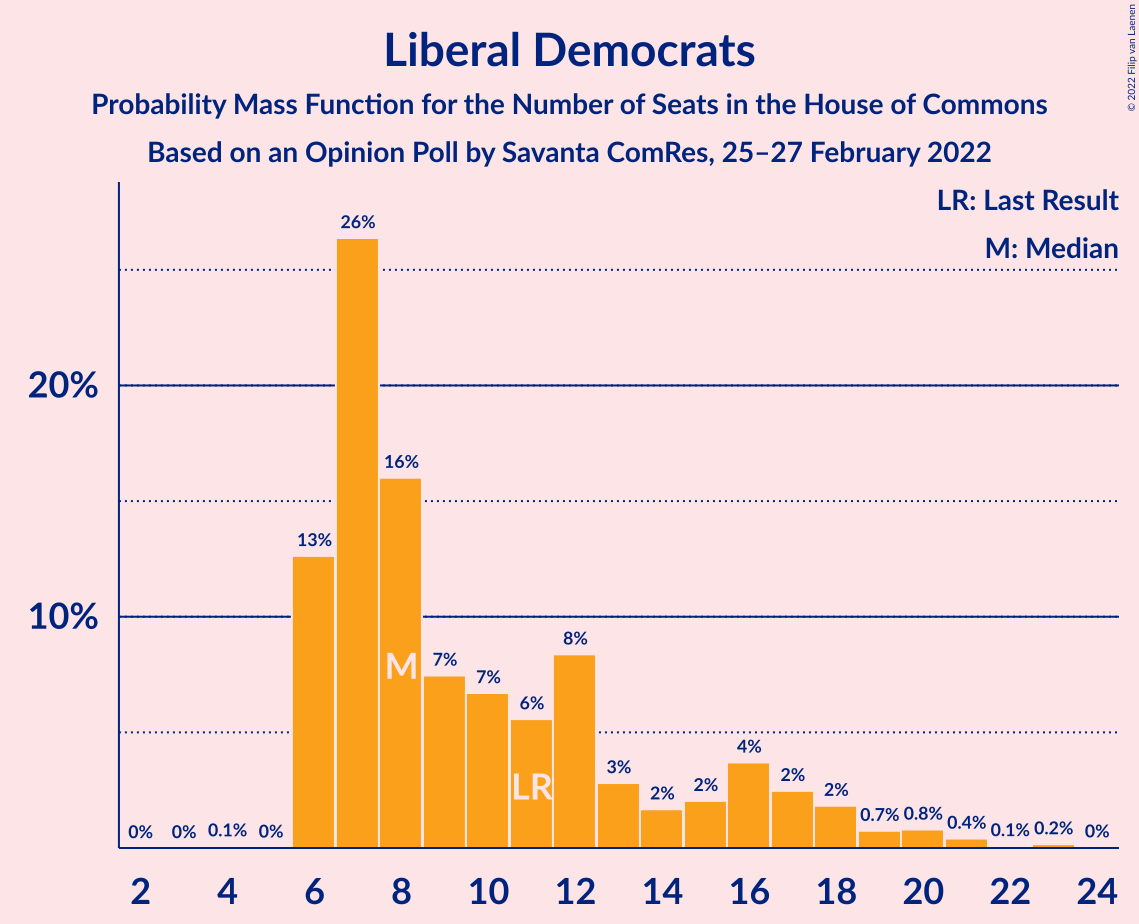 Liberal Democrats
Probability Mass Function for the Number of Seats in the House of Commons
Based on an Opinion Poll by Savanta ComRes, 25–27 February 2022
© 2022 Filip van Laenen
LR: Last Result
M: Median
26%
20%
16%
13%
10%
8%
M
7%
7%
6%
4%
LR
3%
2%
2%
2%
2%
0% 0% 0.1% 0% 0.7% 0.8% 0.4% 0.1% 0.2% 0%
2 4 6 8 10 12 14 16 18 20 22 24